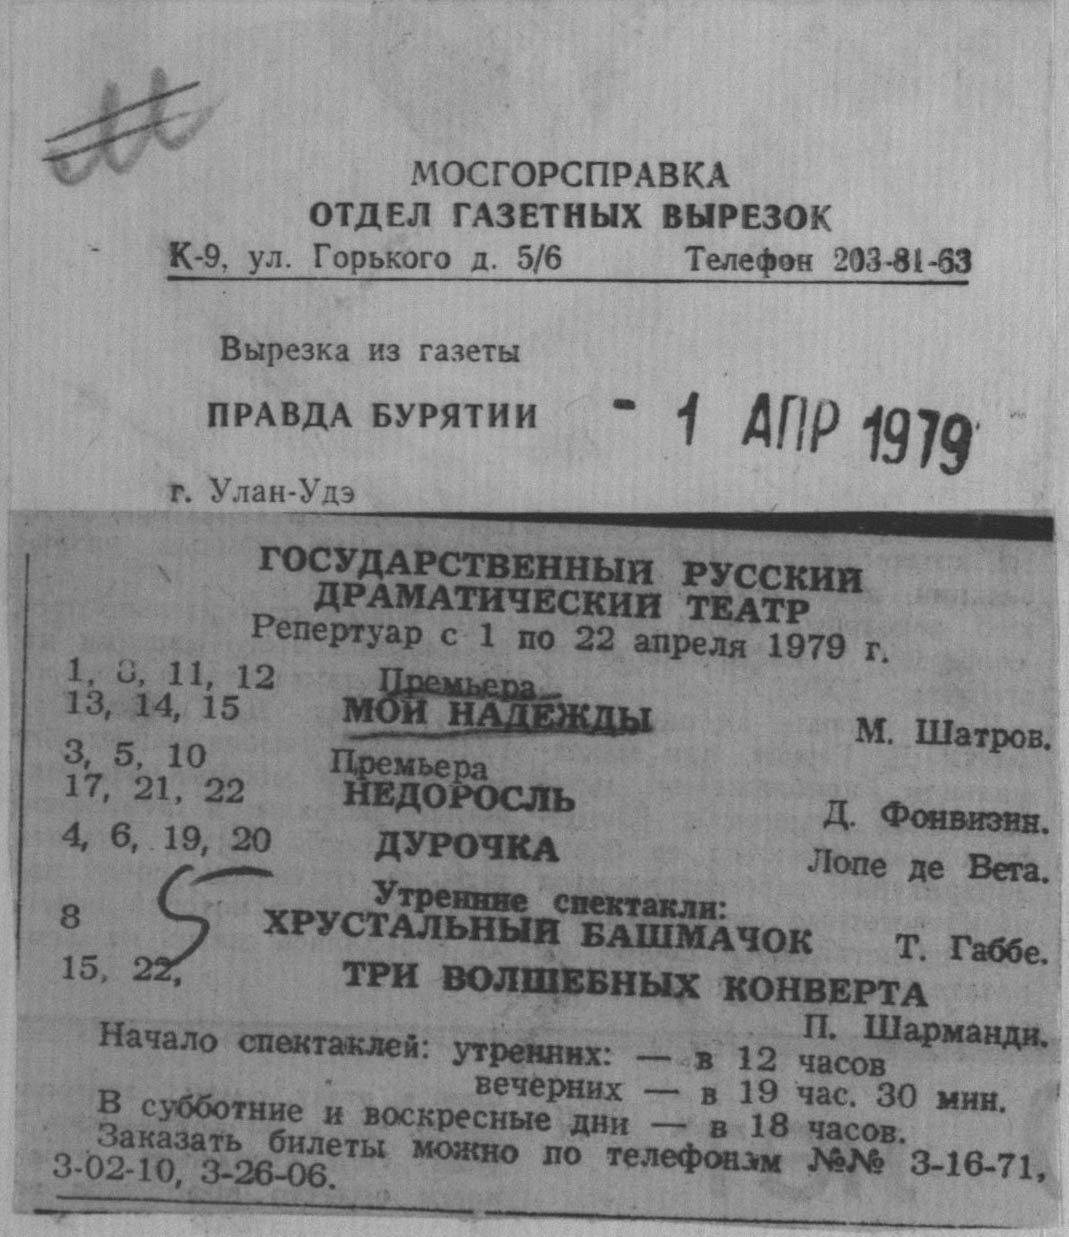 МОСГОРСПРАВКА
ОТДЕЛ ГАЗЕТНЫХ ВЫРЕЗОК
К-9, ул. Горького д. 5/6 Телефон 203-81-63
Вырезка из газеты
ПРАВДА БУРЯТИИ - 1 АПР 1979
г. Улан-Удэ
ГОСУДАРСТВЕННЫЙ РУССКИЙ
ДРАМАТИЧЕСКИЙ ТЕАТР
Репертуар с 1 по 22 апреля 1979 г.
1, 8, 11, 12 Премьера
13, 14, 15 МОИ НАДЕЖДЫ М. Шатров.
3, 5, 10 Премьера
17, 21, 22 НЕДОРОСЛЬ Д. Фонвизин.
4, 6, 19, 20 ДУРОЧКА Лопе де Вега.
5 Утренние спектакли:
8 ХРУСТАЛЬНЫЙ БАШМАЧОК Т. Габбе.
15, 22, ТРИ ВОЛШЕБНЫХ КОНВЕРТА
П. Шарманди.
Начало спектаклей: утренних: — в 12 часов
вечерних — в 19 час. 30 мин.
В субботние и воскресные дни — в 18 часов.
Заказать билеты можно по телефонам №№ 3-16-71,
3-02-10, 3-26-06.